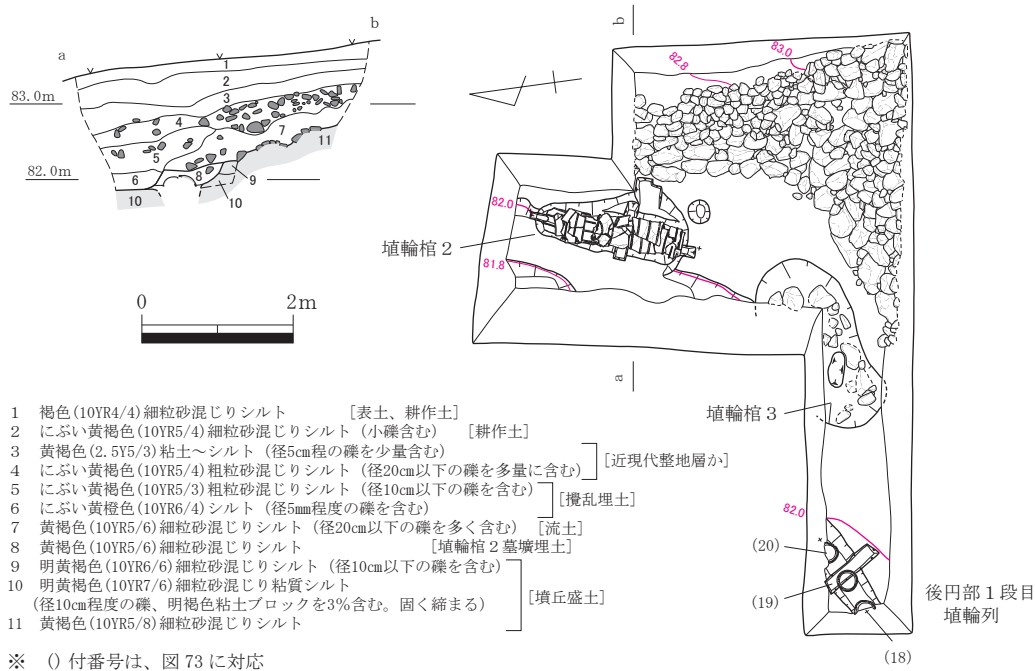 a
b
83.0m
82.0m
1
2
3
4
5
6
7
8
9
10
10
11
0 2m
b
a
82.8
83.0
82.0
81.8
82.0
埴輪棺2
埴輪棺3
(20)
(19)
(18)
後円部1段目
埴輪列
1 褐色(10YR4/4)細粒砂混じりシルト [表土、耕作土]
2 にぶい黄褐色(10YR5/4)細粒砂混じりシルト(小礫含む) [耕作土]
3 黄褐色(2.5Y5/3)粘土~シルト(径5cm程の礫を少量含む)
4 にぶい黄褐色(10YR5/4)粗粒砂混じりシルト(径20cm以下の礫を多量に含む)
[近現代整地層か]
5 にぶい黄褐色(10YR5/3)粗粒砂混じりシルト(径10cm以下の礫を含む)
6 にぶい黄橙色(10YR6/4)シルト(径5mm程度の礫を含む)
[攪乱埋土]
7 黄褐色(10YR5/6)細粒砂混じりシルト(径20cm以下の礫を多く含む) [流土]
8 黄褐色(10YR5/6)細粒砂混じりシルト [埴輪棺2墓壙埋土]
9 明黄褐色(10YR6/6)細粒砂混じりシルト(径10cm以下の礫を含む)
10 明黄褐色(10YR7/6)細粒砂混じり粘質シルト
(径10cm程度の礫、明褐色粘土ブロックを3%含む。固く締まる)
11 黄褐色(10YR5/8)細粒砂混じりシルト
[墳丘盛土]
※ ()付番号は、図73に対応